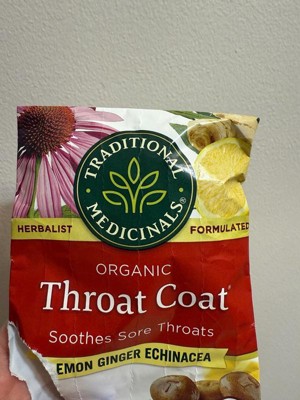 TRADITIONAL
MEDICINALS®
HERBALIST
FORMULATED
ORGANIC
Throat Coat®
Soothes Sore Throats
EMON GINGER ECHINACEA